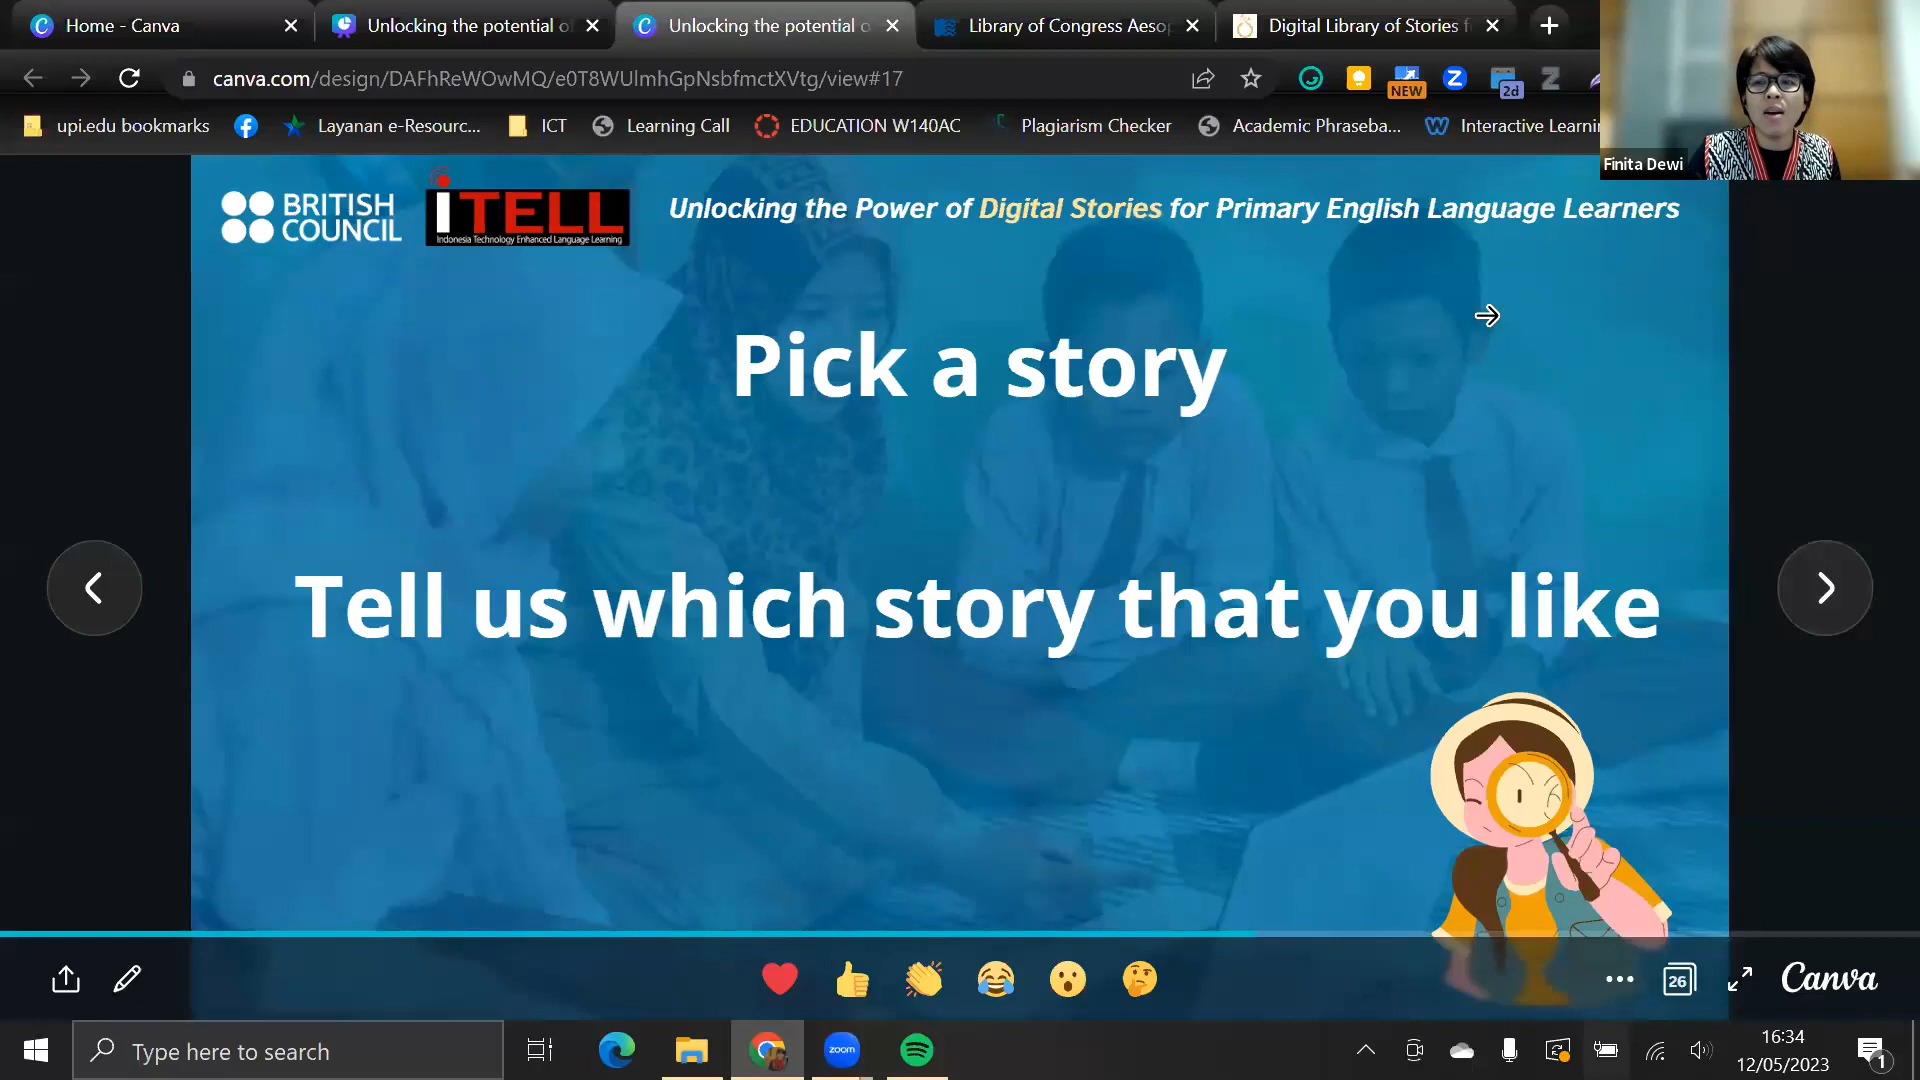 Home - Canva
Unlocking the potential o
Unlocking the potential o
Library of Congress Aesop
Digital Library of Stories f
canva.com/design/DAFhReWOwMQ/e0T8WUlmhGpNsbfmctXVtg/view#17
NEW
2d
upi.edu bookmarks
Layanan e-Resourc...
ICT
Learning Call
EDUCATION W140AC
Plagiarism Checker
Academic Phraseba...
Interactive Learni
Finita Dewi
BRITISH
COUNCIL
iTELL
Indonesia Technology Enhanced Language Learning
Unlocking the Power of Digital Stories for Primary English Language Learners
Pick a story
Tell us which story that you like
26
Canva
Type here to search
zoom
16:34
12/05/2023
1